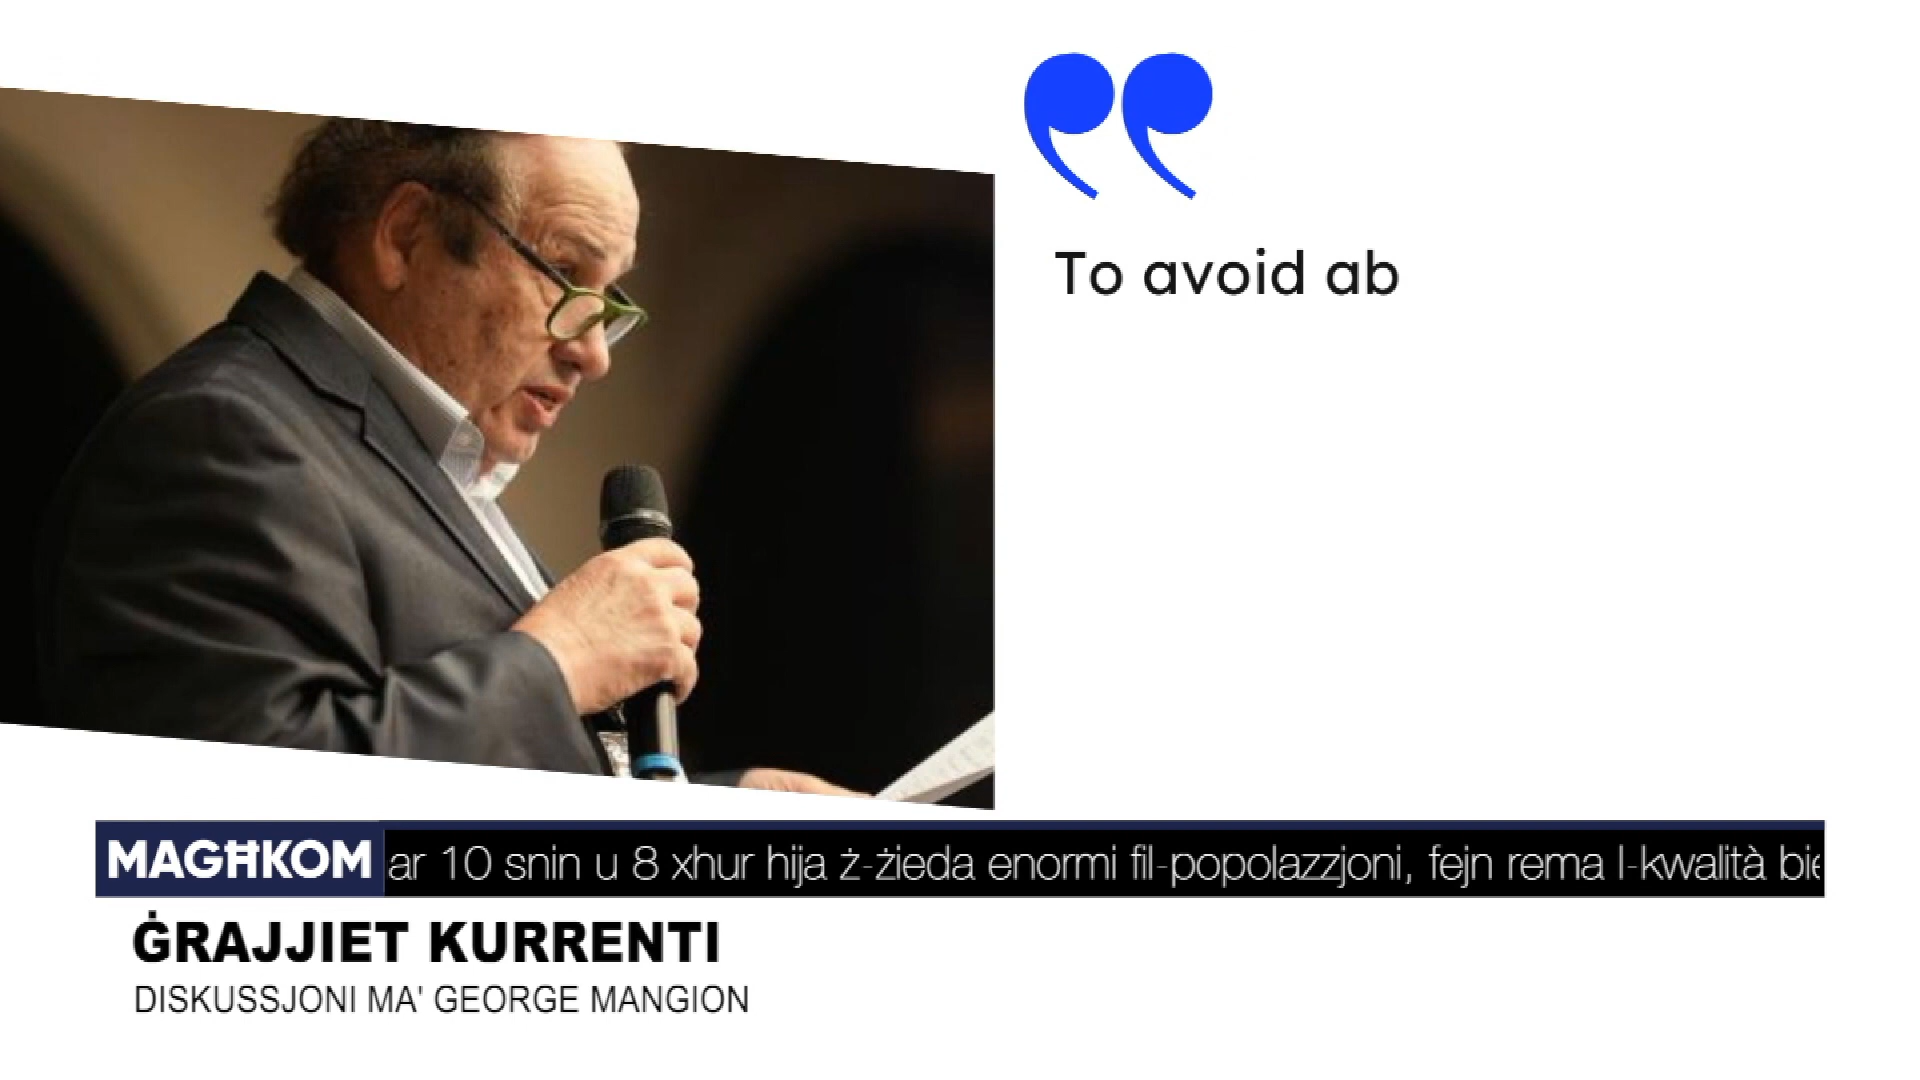 To avoid ab
MAGĦKOM
ar 10 snin u 8 xhur hija ż-żieda enormi fil-popolazzjoni, fejn rema l-kwalità
ĠRAJJIET KURRENTI
DISKUSSJONI MA' GEORGE MANGION